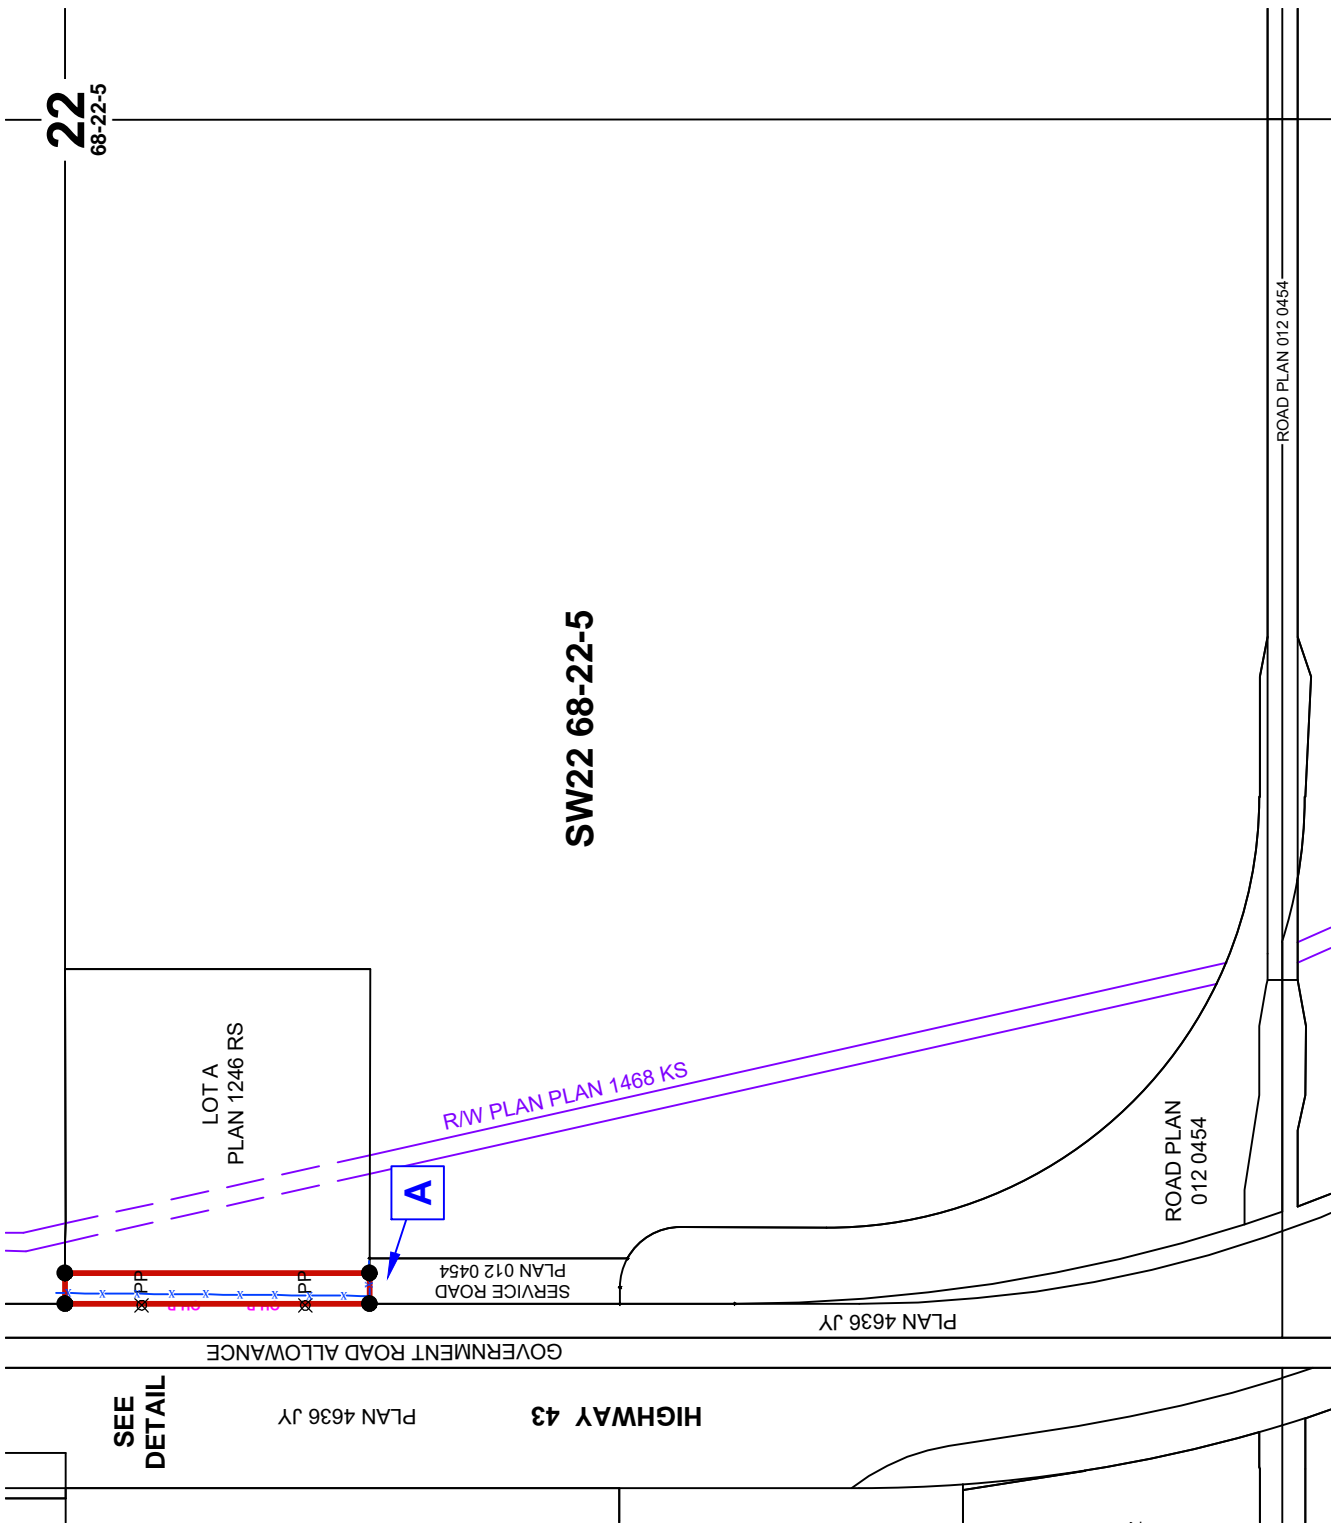 22
68-22-5
ROAD PLAN 012 0454
SW22 68-22-5
LOT A
PLAN 1246 RS
R/W PLAN PLAN 1468 KS
A
ROAD PLAN
012 0454
PP
PP
SERVICE ROAD
PLAN 012 0454
PLAN 4636 JY
GOVERNMENT ROAD ALLOWANCE
SEE
DETAIL
PLAN 4636 JY
HIGHWAY 43